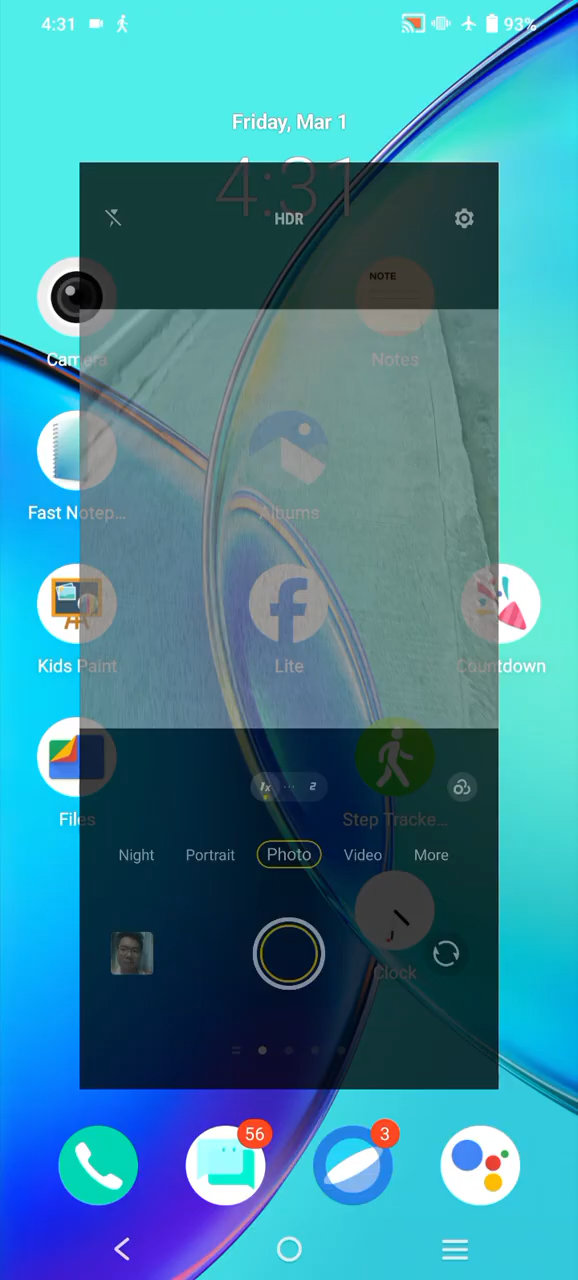 4:31
93%
Friday, Mar 1
4:31
HDR
NOTE
Camera
Notes
Fast Notep...
Albums
Kids Paint
Lite
Countdown
Files
1x
2
Step Tracke...
Night
Portrait
Photo
Video
More
Clock
56
3